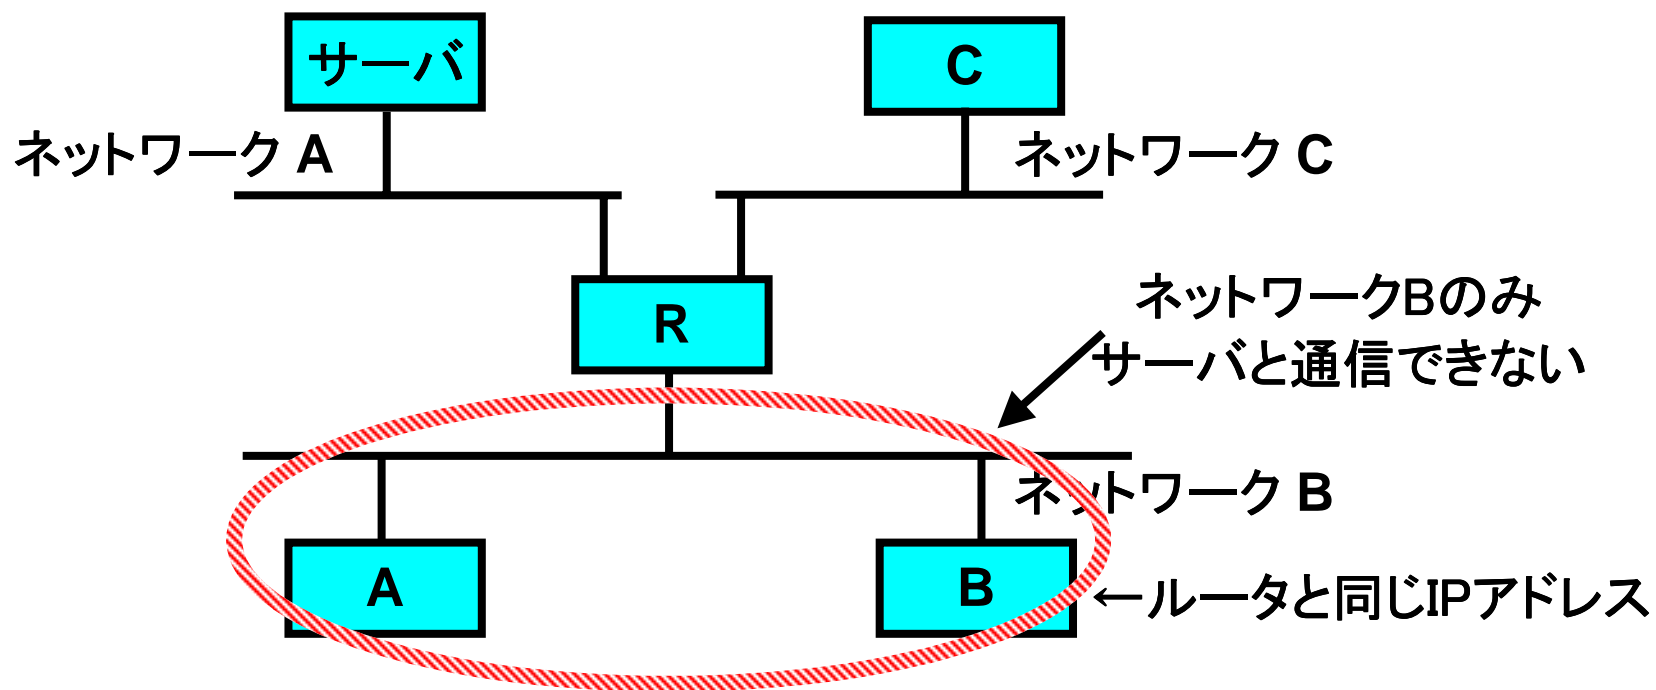 サーバ
C
ネットワーク A
ネットワーク C
R
ネットワークBのみ
サーバと通信できない
ネットワーク B
A
B
←ルータと同じIPアドレス